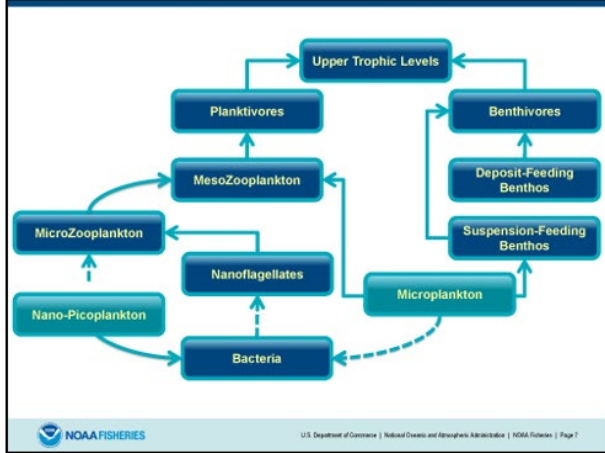 Upper Trophic Levels
Planktivores
Benthivores
MesoZooplankton
Deposit-Feeding
Benthos
MicroZooplankton
Suspension-Feeding
Benthos
Nanoflagellates
Microplankton
Nano-Picoplankton
Bacteria
NOAA FISHERIES
U.S. Department of Commerce | National Oceanic and Atmospheric Administration | NOAA Fisheries | Page 7